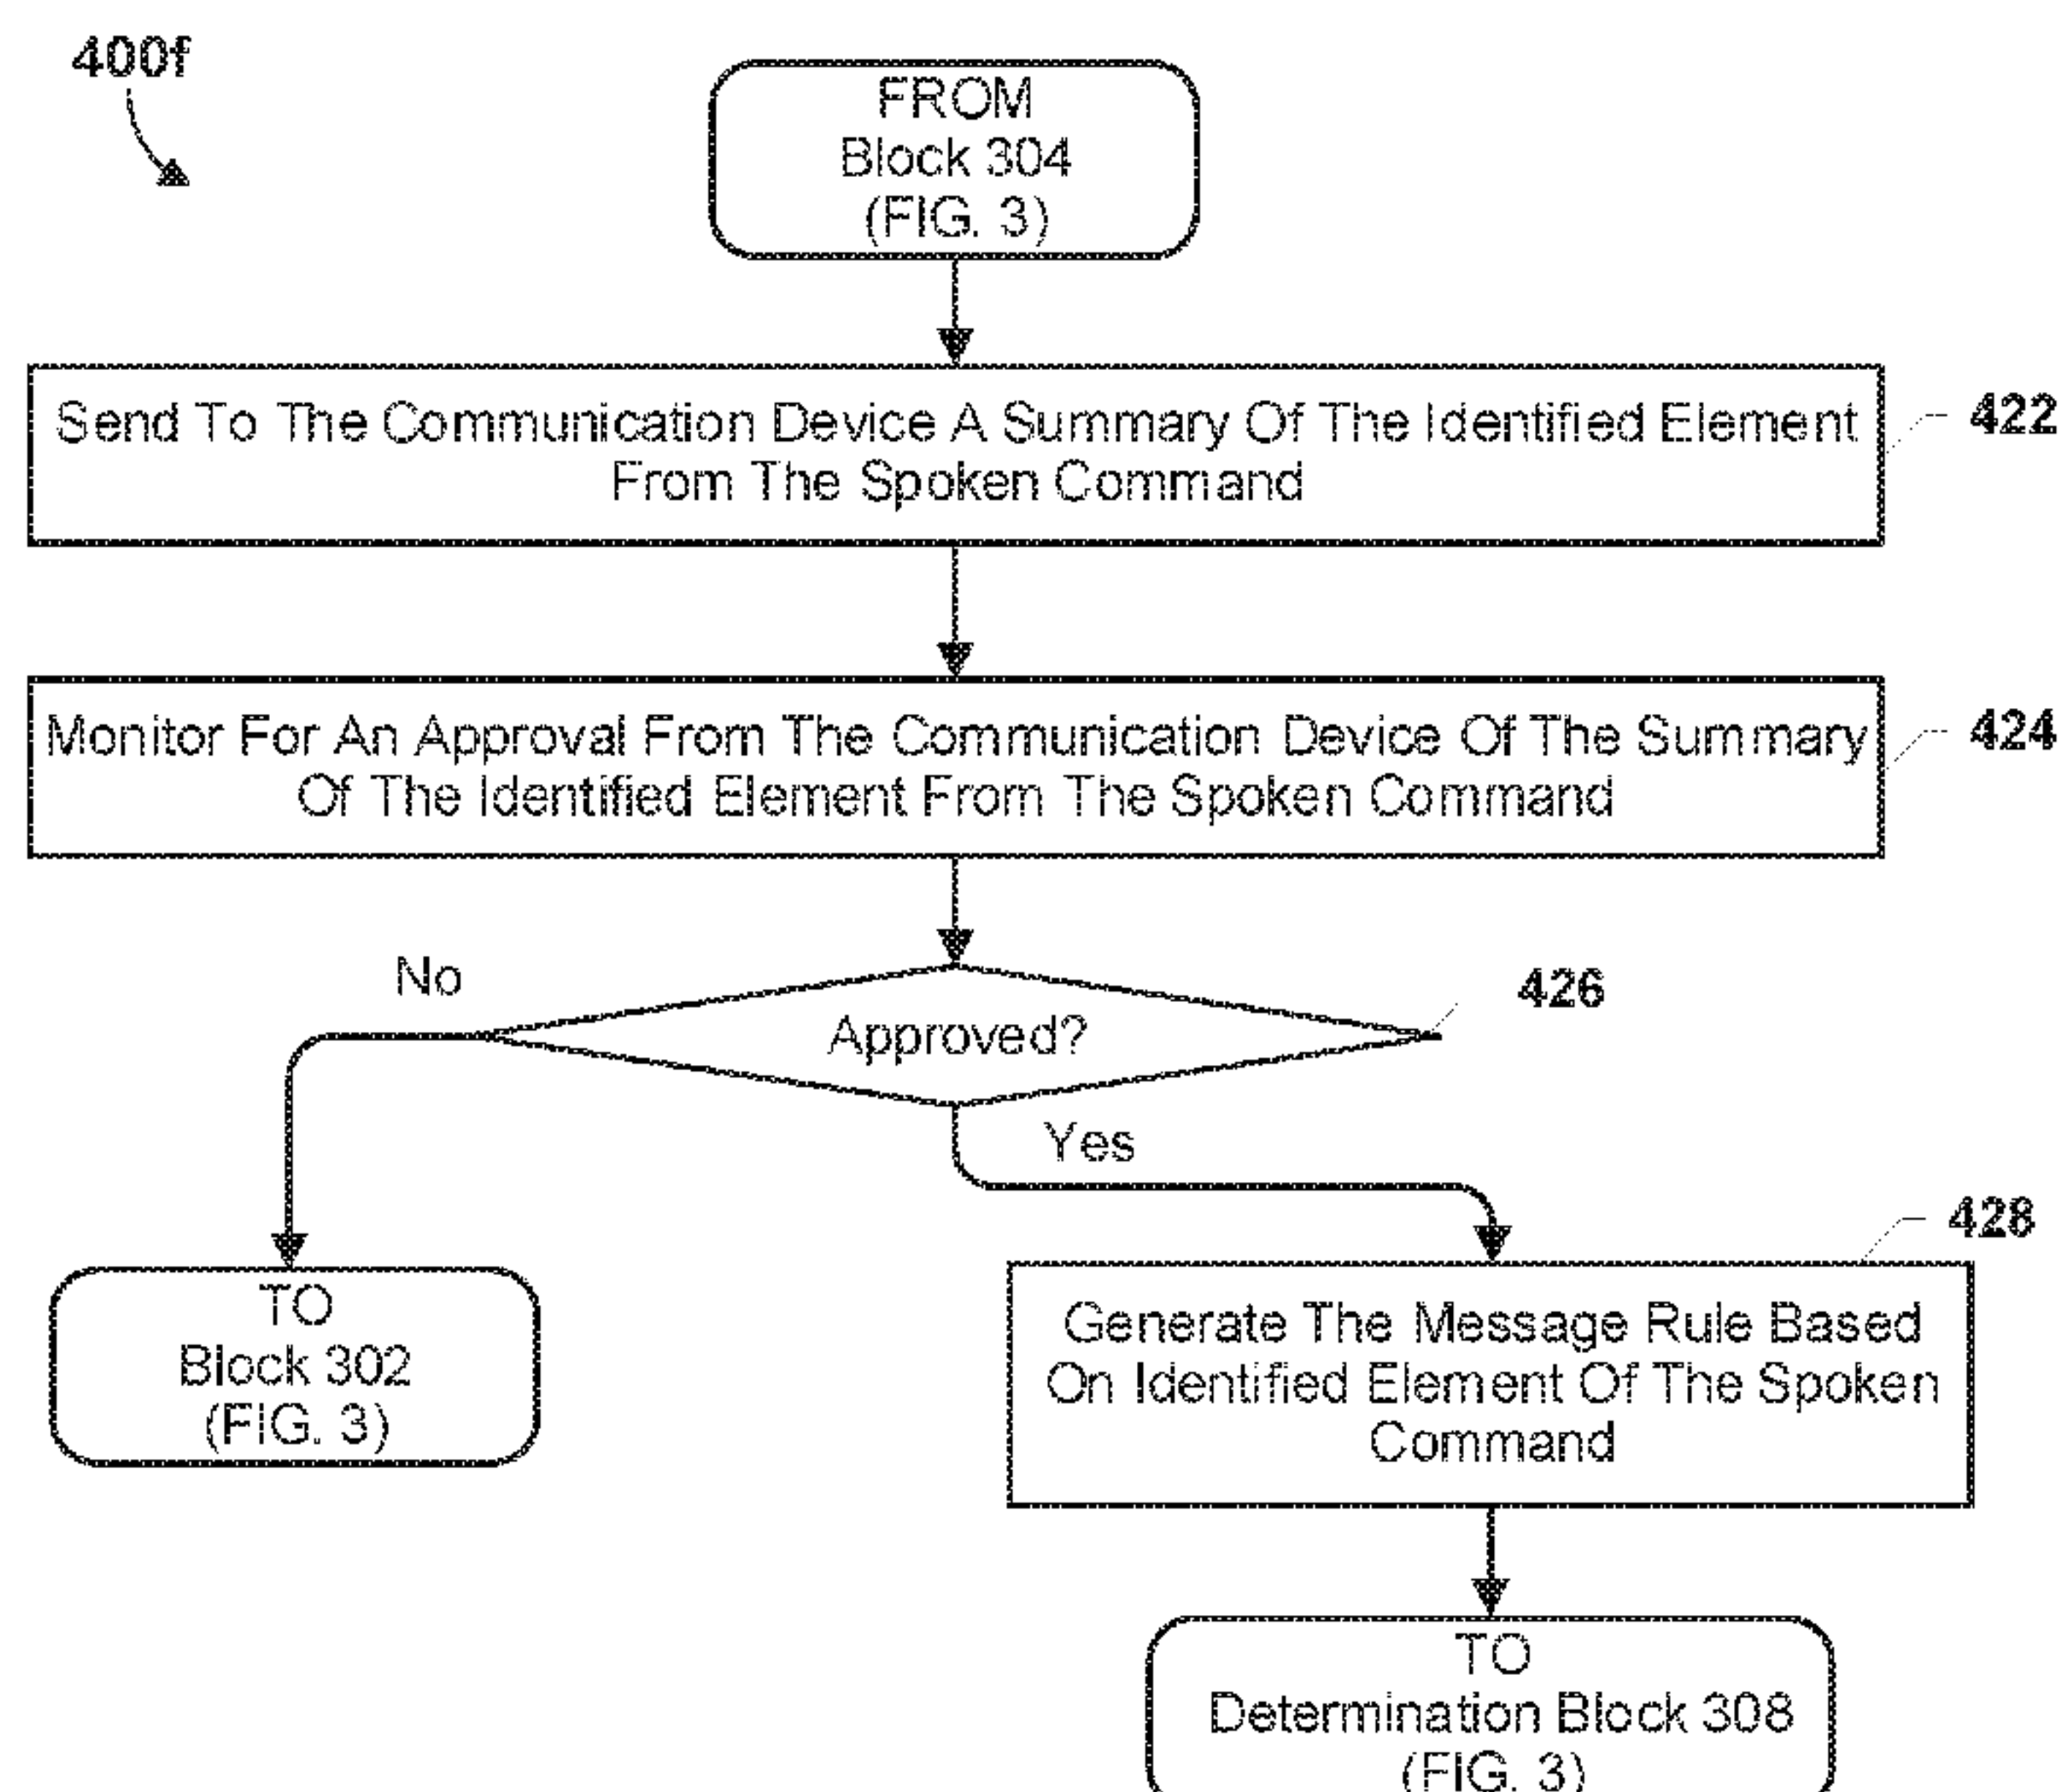 400f
FROM
Block 304
(FIG. 3)
Send To The Communication Device A Summary Of The Identified Element
From The Spoken Command
422
Monitor For An Approval From The Communication Device Of The Summary
Of The Identified Element From The Spoken Command
424
No
Approved?
426
Yes
TO
Block 302
(FIG. 3)
428
Generate The Message Rule Based
On Identified Element Of The Spoken
Command
TO
Determination Block 308
(FIG. 3)